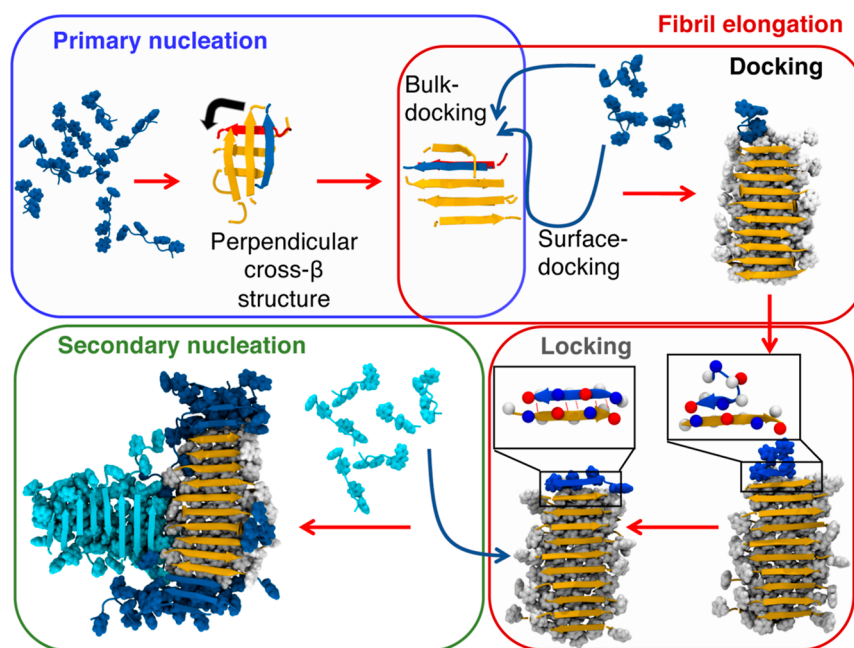 Primary nucleation
Fibril elongation
Bulk-
docking
Docking
Perpendicular
cross-β
structure
Surface-
docking
Secondary nucleation
Locking